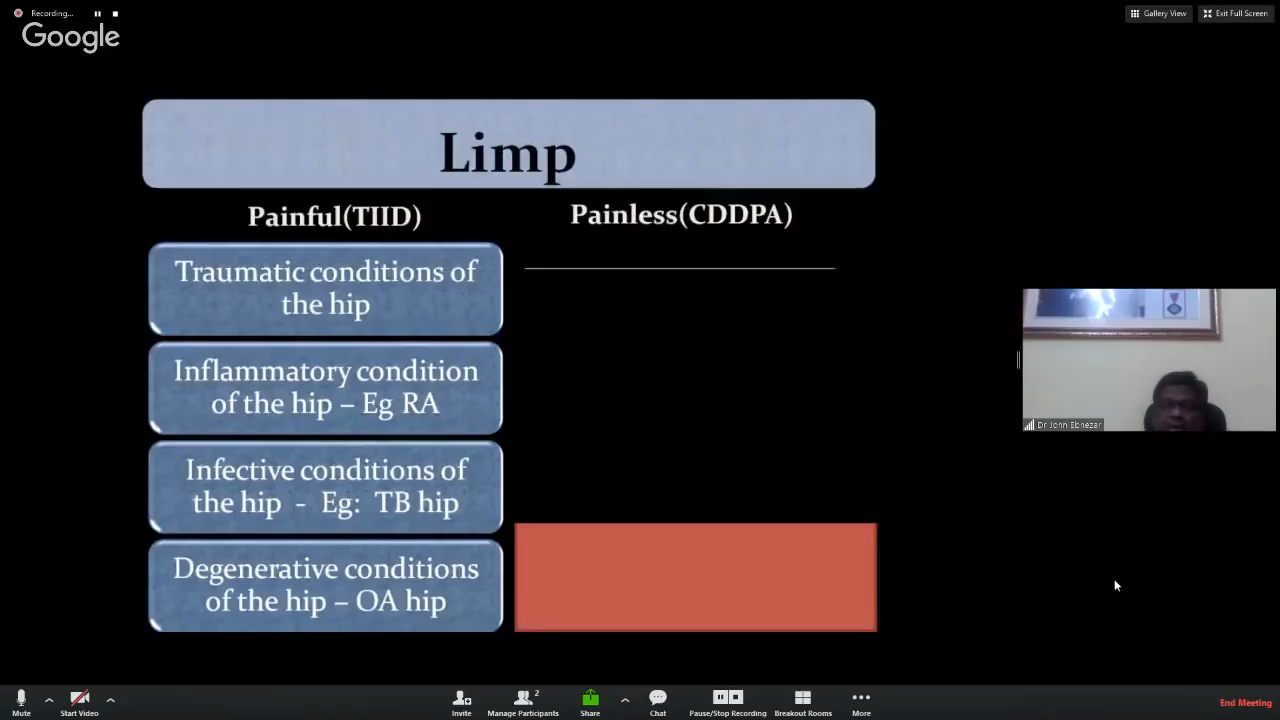 Recording...
Gallery View
Exit Full Screen
Google
Limp
Painful(TIID)
Painless(CDDPA)
Traumatic conditions of
the hip
Inflammatory condition
of the hip – Eg RA
Infective conditions of
the hip - Eg: TB hip
Degenerative conditions
of the hip – OA hip
Dr John Ebnezar
Mute
Start Video
Invite
2
Manage Participants
Share
Chat
Pause/Stop Recording
Breakout Rooms
More
End Meeting